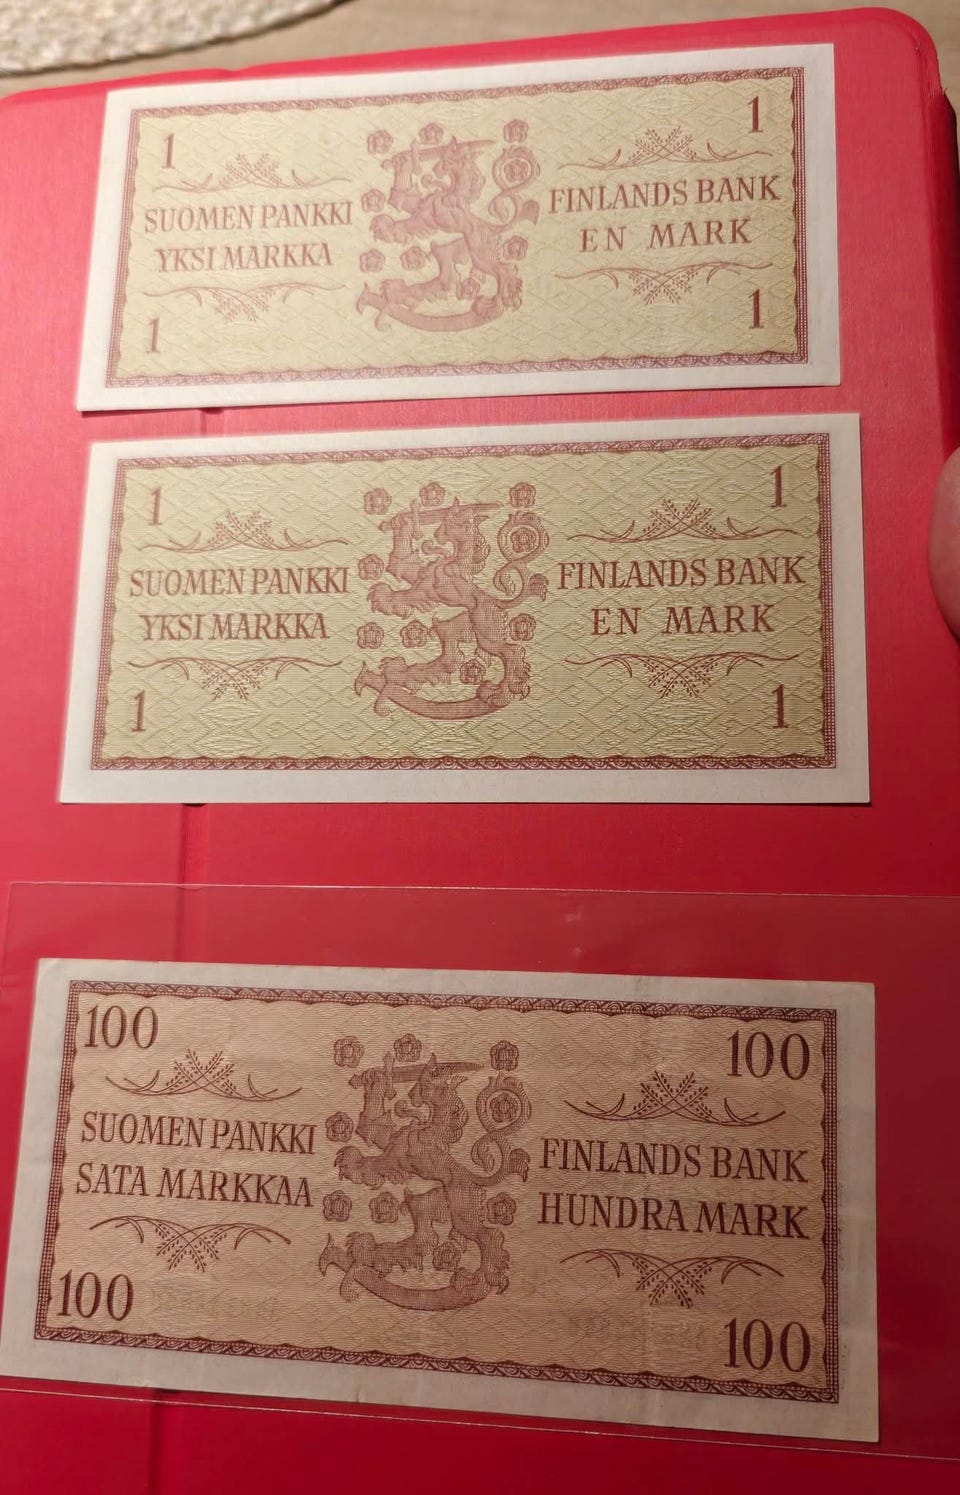 1
1
SUOMEN PANKKI
YKSI MARKKA
FINLANDS BANK
EN MARK
1
1
1
1
SUOMEN PANKKI
YKSI MARKKA
FINLANDS BANK
EN MARK
1
1
100
100
SUOMEN PANKKI
SATA MARKKAA
FINLANDS BANK
HUNDRA MARK
100
100